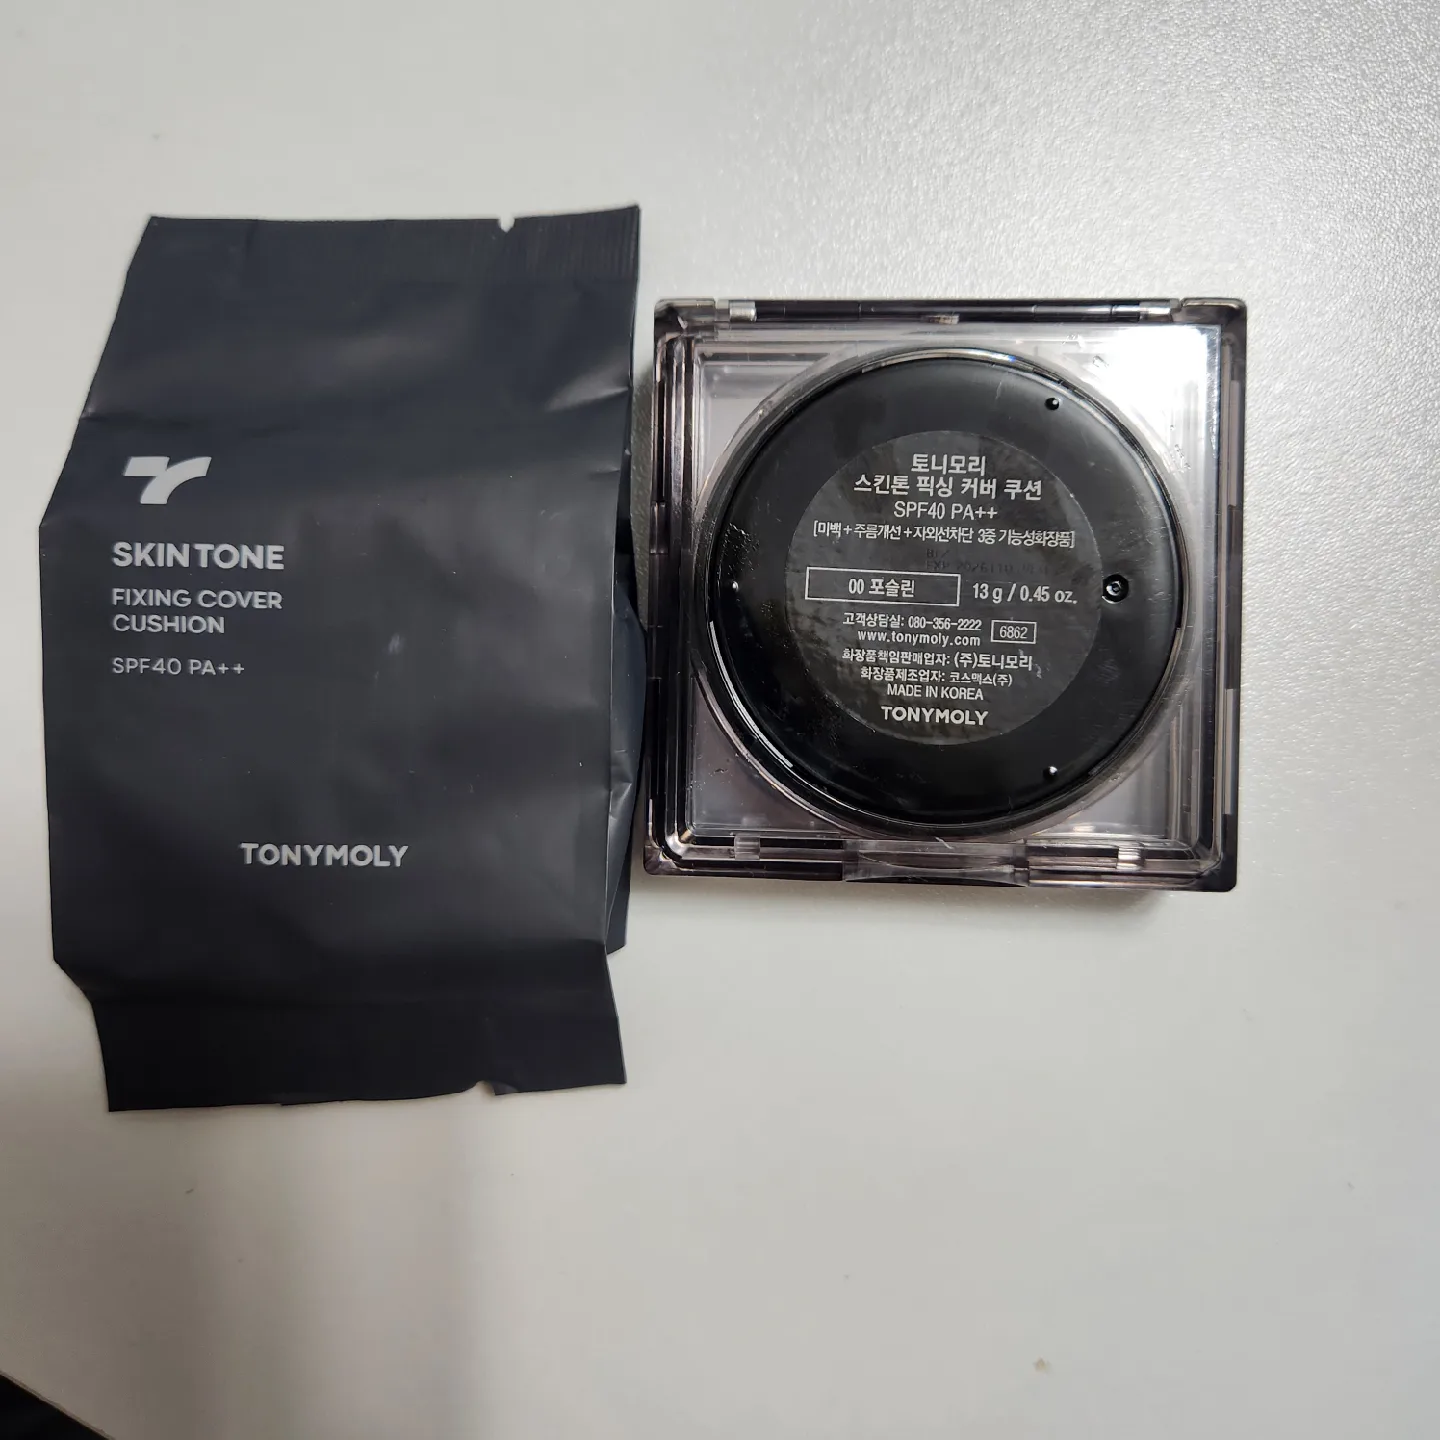 SKIN TONE
FIXING COVER
CUSHION
SPF40 PA++
TONYMOLY
토니모리
스킨톤 픽싱 커버 쿠션
SPF40 PA++
[미백+주름개선+자외선차단 3중 기능성화장품]
00 포슬린 13 g / 0.45 oz.
고객상담실: 080-356-2222
www.tonymoly.com 6862
화장품책임판매업자: (주)토니모리
화장품제조업자: 코스맥스(주)
MADE IN KOREA
TONYMOLY